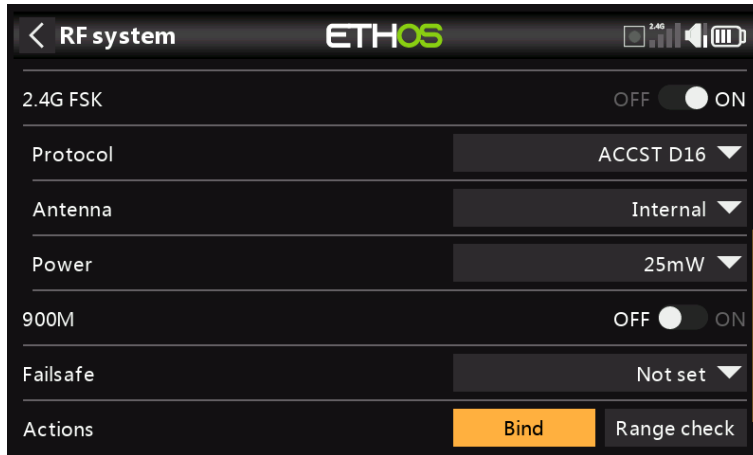 RF system ETHOS 2.4G
2.4G FSK OFF ON
Protocol ACCST D16
Antenna Internal
Power 25mW
900M OFF ON
Failsafe Not set
Actions Bind Range check